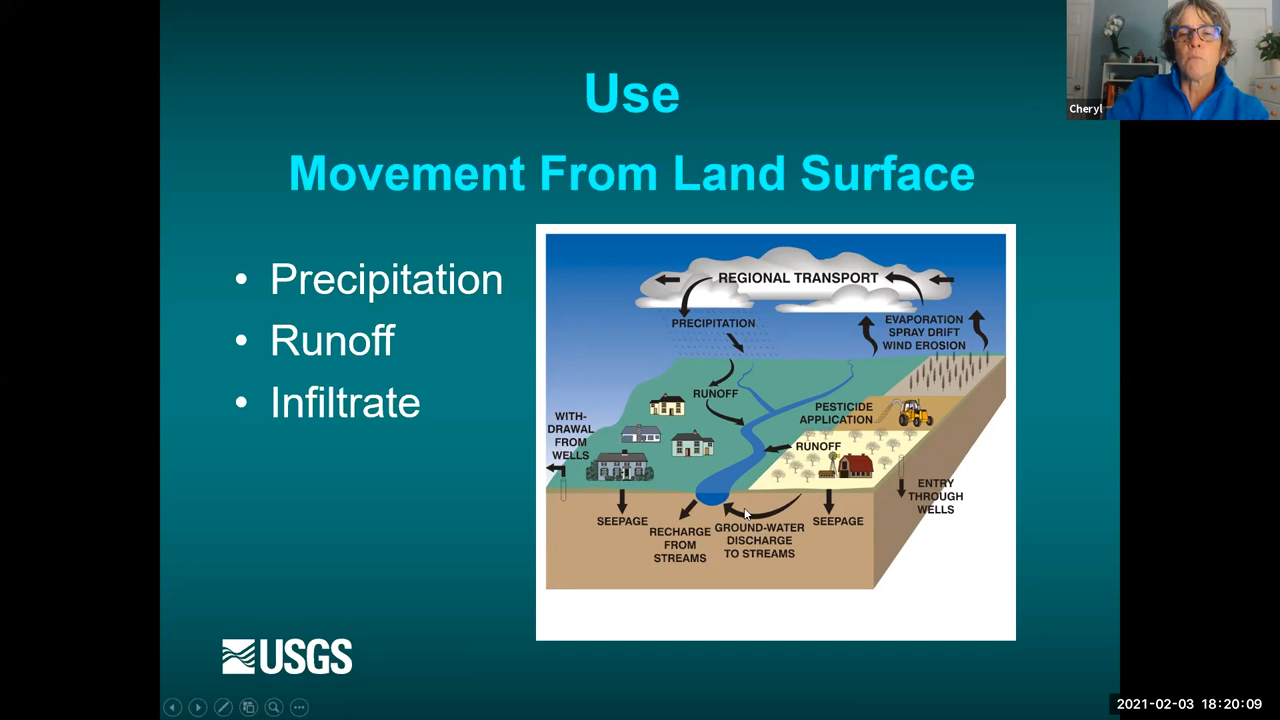 Use
Movement From Land Surface
• Precipitation
• Runoff
• Infiltrate
REGIONAL TRANSPORT
PRECIPITATION
EVAPORATION
SPRAY DRIFT
WIND EROSION
RUNOFF
PESTICIDE
APPLICATION
WITH-
DRAWAL
FROM
WELLS
RUNOFF
ENTRY
THROUGH
WELLS
SEEPAGE
RECHARGE
FROM
STREAMS
GROUND-WATER
DISCHARGE
TO STREAMS
SEEPAGE
USGS
Cheryl
2021-02-03 18:20:09